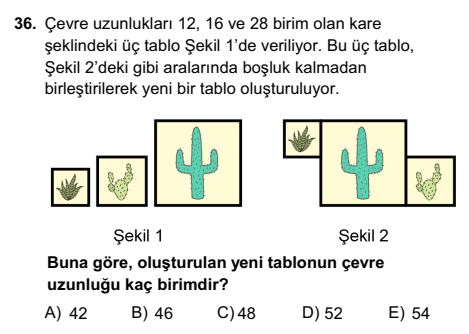 36. Çevre uzunlukları 12, 16 ve 28 birim olan kare
şeklindeki üç tablo Şekil 1’de veriliyor. Bu üç tablo,
Şekil 2’deki gibi aralarında boşluk kalmadan
birleştirilerek yeni bir tablo oluşturuluyor.
Şekil 1 Şekil 2
Buna göre, oluşturulan yeni tablonun çevre
uzunluğu kaç birimdir?
A) 42 B) 46 C) 48 D) 52 E) 54